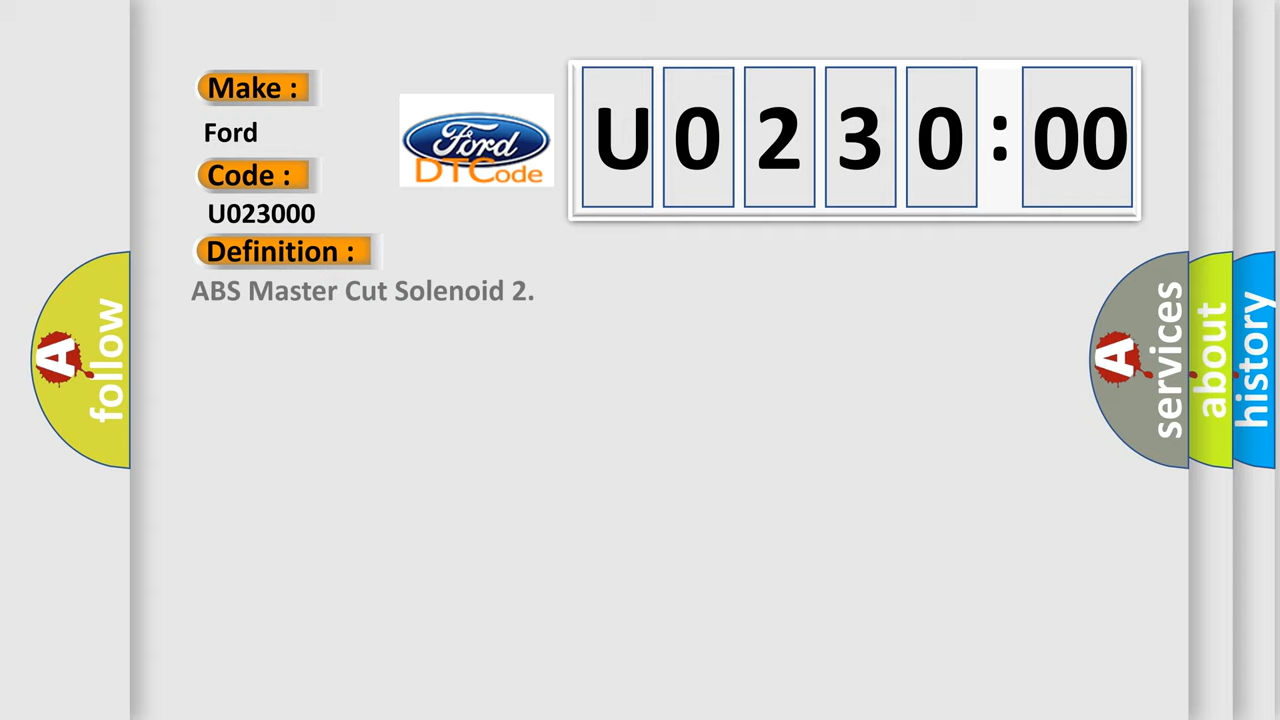 Make :
Ford
Code :
U023000
Definition :
ABS Master Cut Solenoid 2.
Ford
DTCode
U0230:00
A follow
A services
about
history